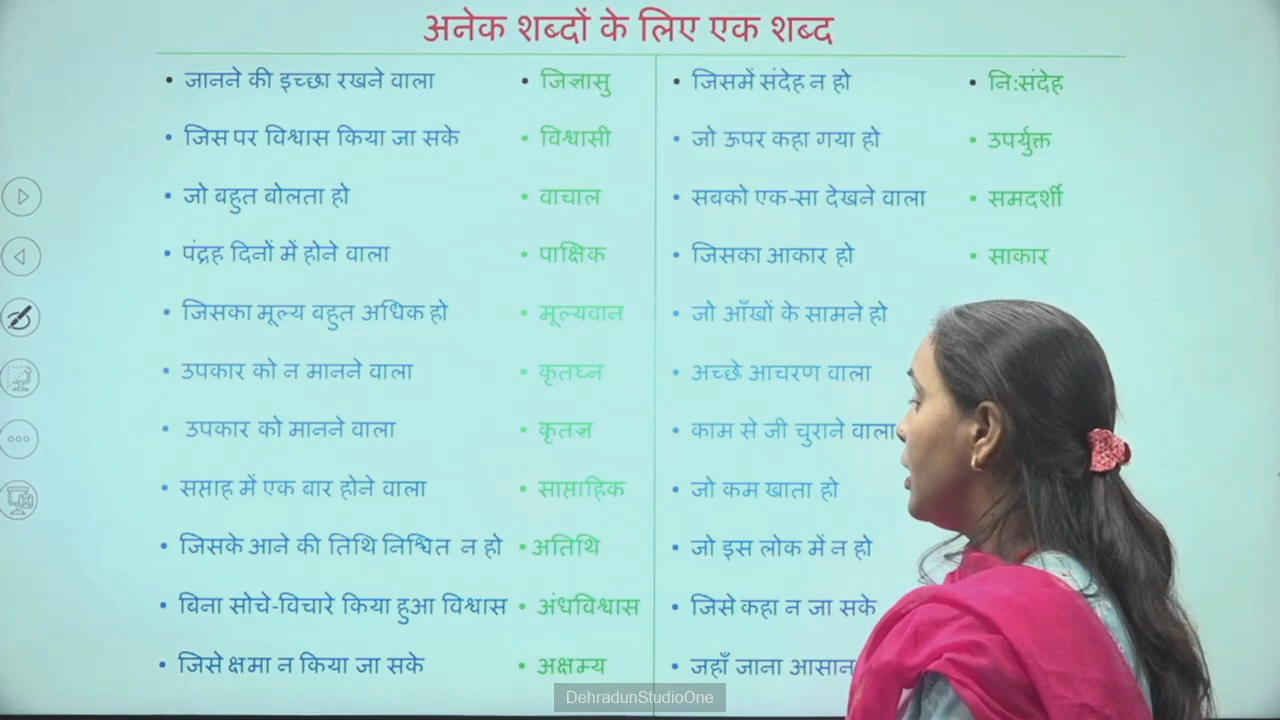 अनेक शब्दों के लिए एक शब्द
• जानने की इच्छा रखने वाला • जिज्ञासु
• जिस पर विश्वास किया जा सके • विश्वासी
• जो बहुत बोलता हो • वाचाल
• पंद्रह दिनों में होने वाला • पाक्षिक
• जिसका मूल्य बहुत अधिक हो • मूल्यवान
• उपकार को न मानने वाला • कृतघ्न
• उपकार को मानने वाला • कृतज्ञ
• सप्ताह में एक बार होने वाला • साप्ताहिक
• जिसके आने की तिथि निश्चित न हो • अतिथि
• बिना सोचे-विचारे किया हुआ विश्वास • अंधविश्वास
• जिसे क्षमा न किया जा सके • अक्षम्य
• जिसमें संदेह न हो • नि:संदेह
• जो ऊपर कहा गया हो • उपर्युक्त
• सबको एक-सा देखने वाला • समदर्शी
• जिसका आकार हो • साकार
• जो आँखों के सामने हो
• अच्छे आचरण वाला
• काम से जी चुराने वाला
• जो कम खाता हो
• जो इस लोक में न हो
• जिसे कहा न जा सके
• जहाँ जाना आसान
DehradunStudioOne